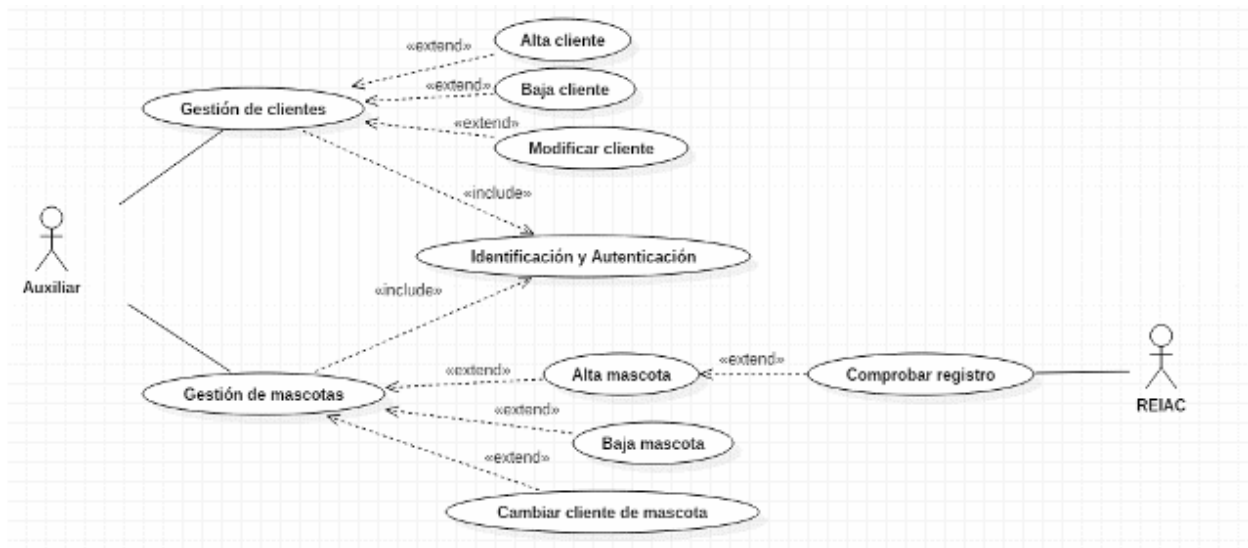 Alta cliente
«extend»
Baja cliente
«extend»
Gestión de clientes
«extend»
Modificar cliente
«include»
Identificación y Autenticación
Auxiliar
«include»
«extend»
Alta mascota
«extend»
Comprobar registro
Gestión de mascotas
REIAC
«extend»
Baja mascota
«extend»
Cambiar cliente de mascota